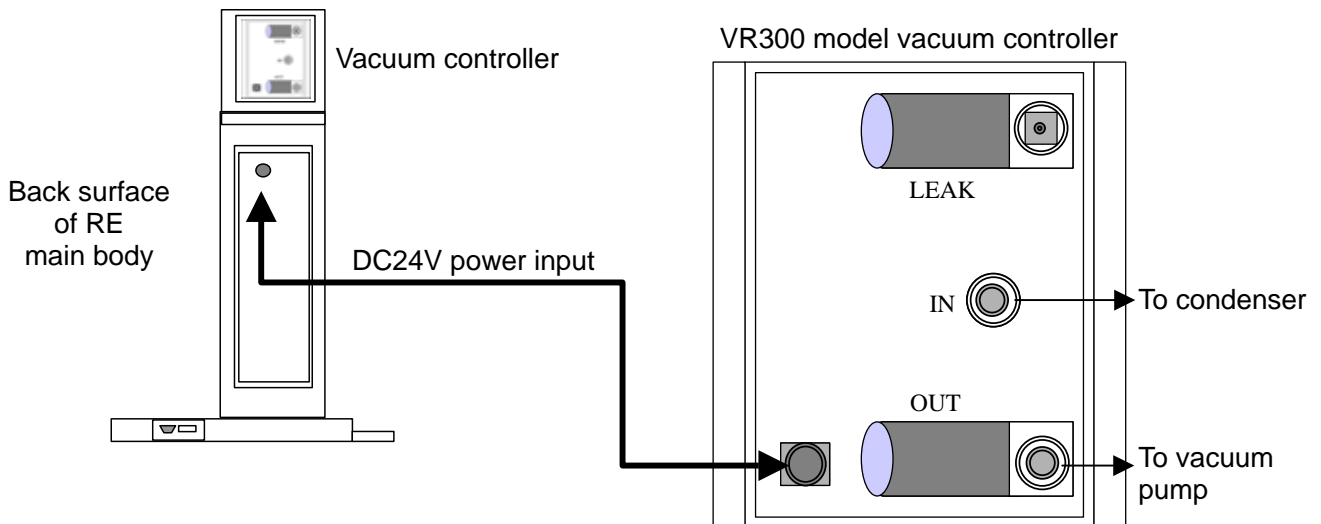 VR300 model vacuum controller
Vacuum controller
Back surface
of RE
main body
DC24V power input
LEAK
IN
To condenser
OUT
To vacuum
pump